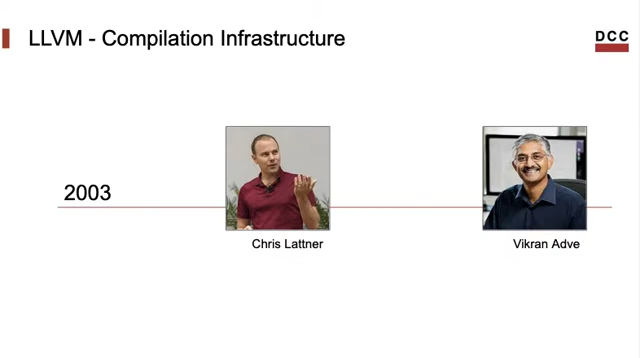 LLVM - Compilation Infrastructure
DCC
2003
Chris Lattner
Vikran Adve